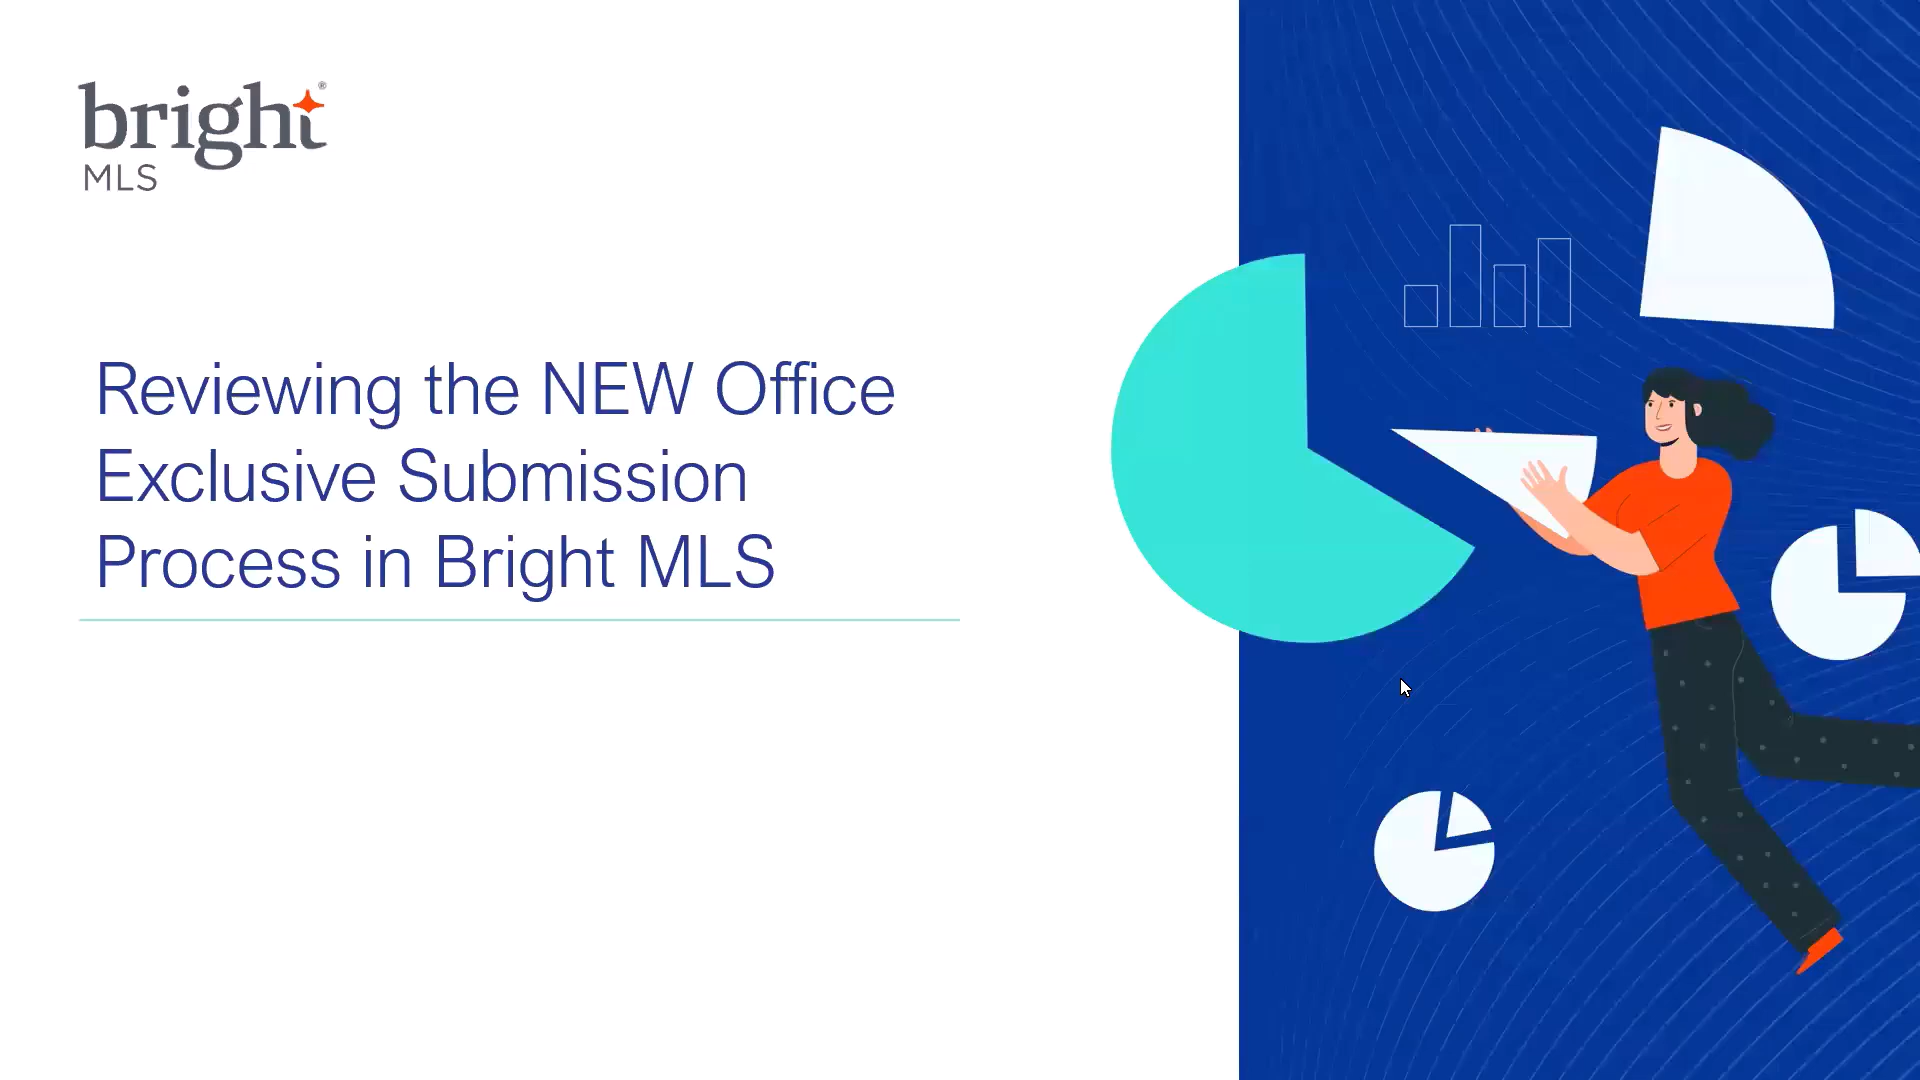 bright®
MLS
Reviewing the NEW Office
Exclusive Submission
Process in Bright MLS